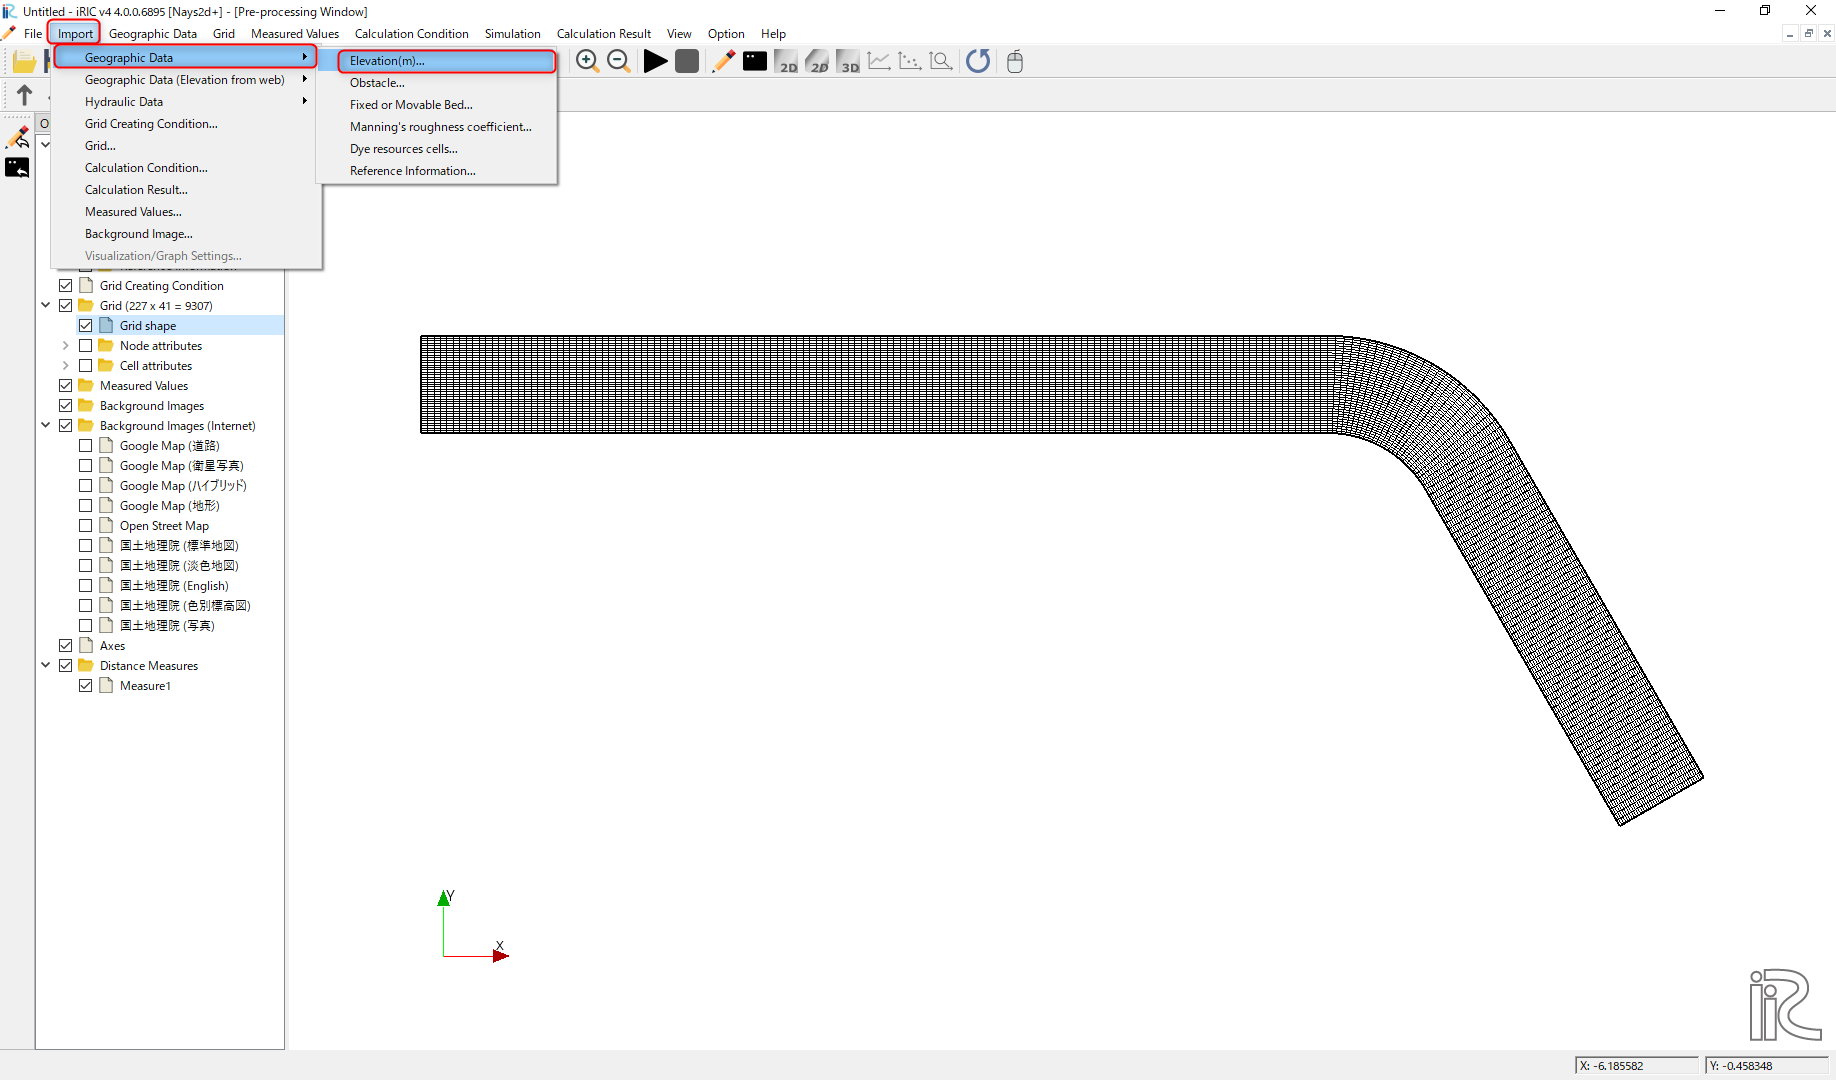 Untitled - iRIC v4 4.0.0.6895 [Nays2d+] - [Pre-processing Window]
File Import Geographic Data Grid Measured Values Calculation Condition Simulation Calculation Result View Option Help
Geographic Data
Geographic Data (Elevation from web)
Hydraulic Data
Grid Creating Condition...
Grid...
Calculation Condition...
Calculation Result...
Measured Values...
Background Image...
Visualization/Graph Settings...
Elevation(m)...
Obstacle...
Fixed or Movable Bed...
Manning's roughness coefficient...
Dye resources cells...
Reference Information...
2D 2D 3D
Grid Creating Condition
Grid (227 x 41 = 9307)
Grid shape
Node attributes
Cell attributes
Measured Values
Background Images
Background Images (Internet)
Google Map (道路)
Google Map (衛星写真)
Google Map (ハイブリッド)
Google Map (地形)
Open Street Map
国土地理院 (標準地図)
国土地理院 (淡色地図)
国土地理院 (English)
国土地理院 (色別標高図)
国土地理院 (写真)
Axes
Distance Measures
Measure1
Y
X
iRIC
X: -6.185582
Y: -0.458348